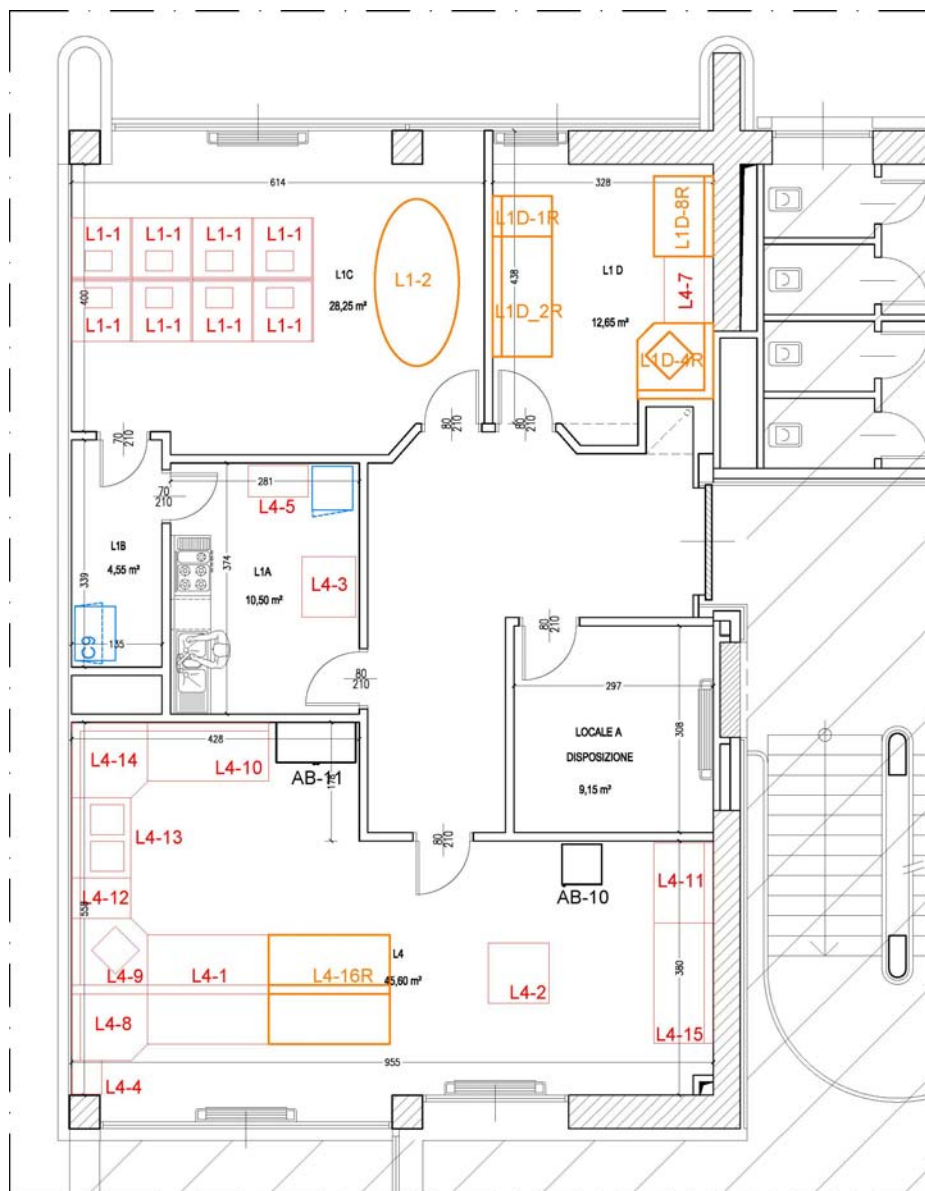 614
328
L1-1 L1-1 L1-1 L1-1
L1D-1R
L1D-8R
L1C
28,25 m²
L1-2
438
L1 D
12,65 m²
L4-7
400
L1-1 L1-1 L1-1 L1-1
L1D_2R
L1D-4R
80
210
80
210
70
210
281
L4-5
70
210
L1B
4,55 m²
339
374
L1A
10,50 m²
L4-3
C9
135
80
210
80
210
297
308
LOCALE A
DISPOSIZIONE
9,15 m²
428
L4-14
L4-10
AB-11
L4-13
80
210
L4-12
AB-10
L4-11
L4-9
L4-1
L4-16R
L4
45,60 m²
380
L4-2
L4-8
L4-15
955
L4-4